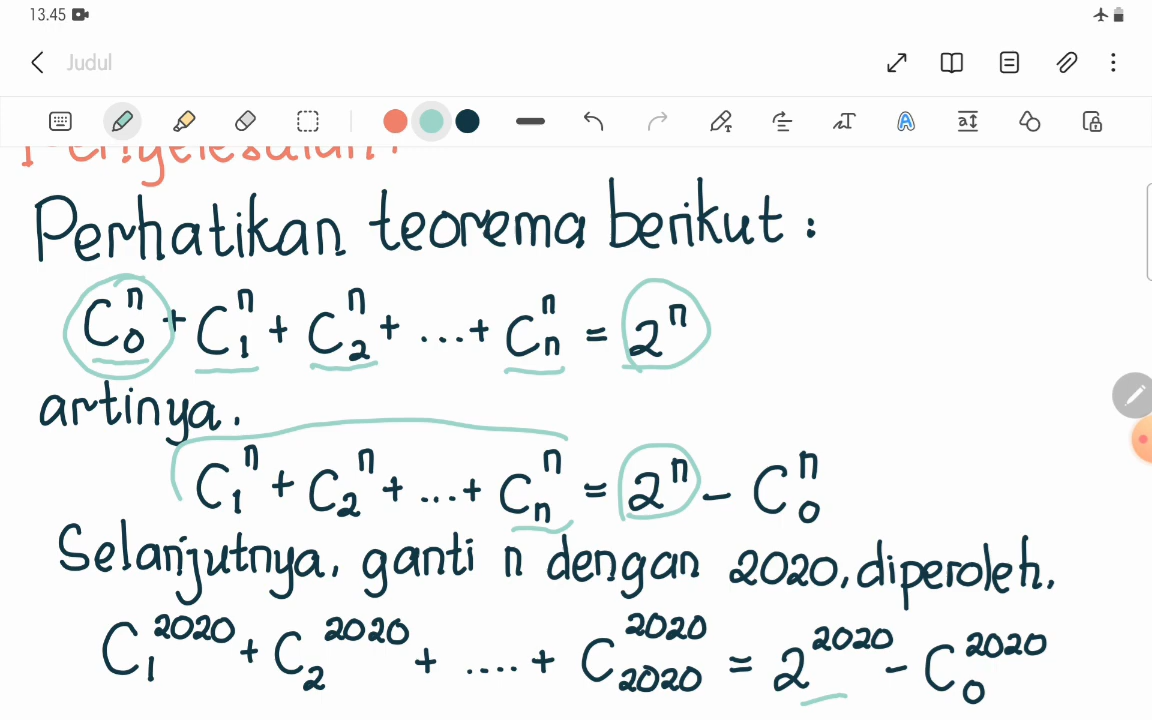 13.45
Judul
Penyelesaian:
Perhatikan teorema berikut :
C₀ⁿ + C₁ⁿ + C₂ⁿ + ... + Cₙⁿ = 2ⁿ
artinya.
C₁ⁿ + C₂ⁿ + ... + Cₙⁿ = 2ⁿ - C₀ⁿ
Selanjutnya, ganti n dengan 2020, diperoleh.
C₁²⁰²⁰ + C₂²⁰²⁰ + .... + C₂₀₂₀²⁰²⁰ = 2²⁰²⁰ - C₀²⁰²⁰